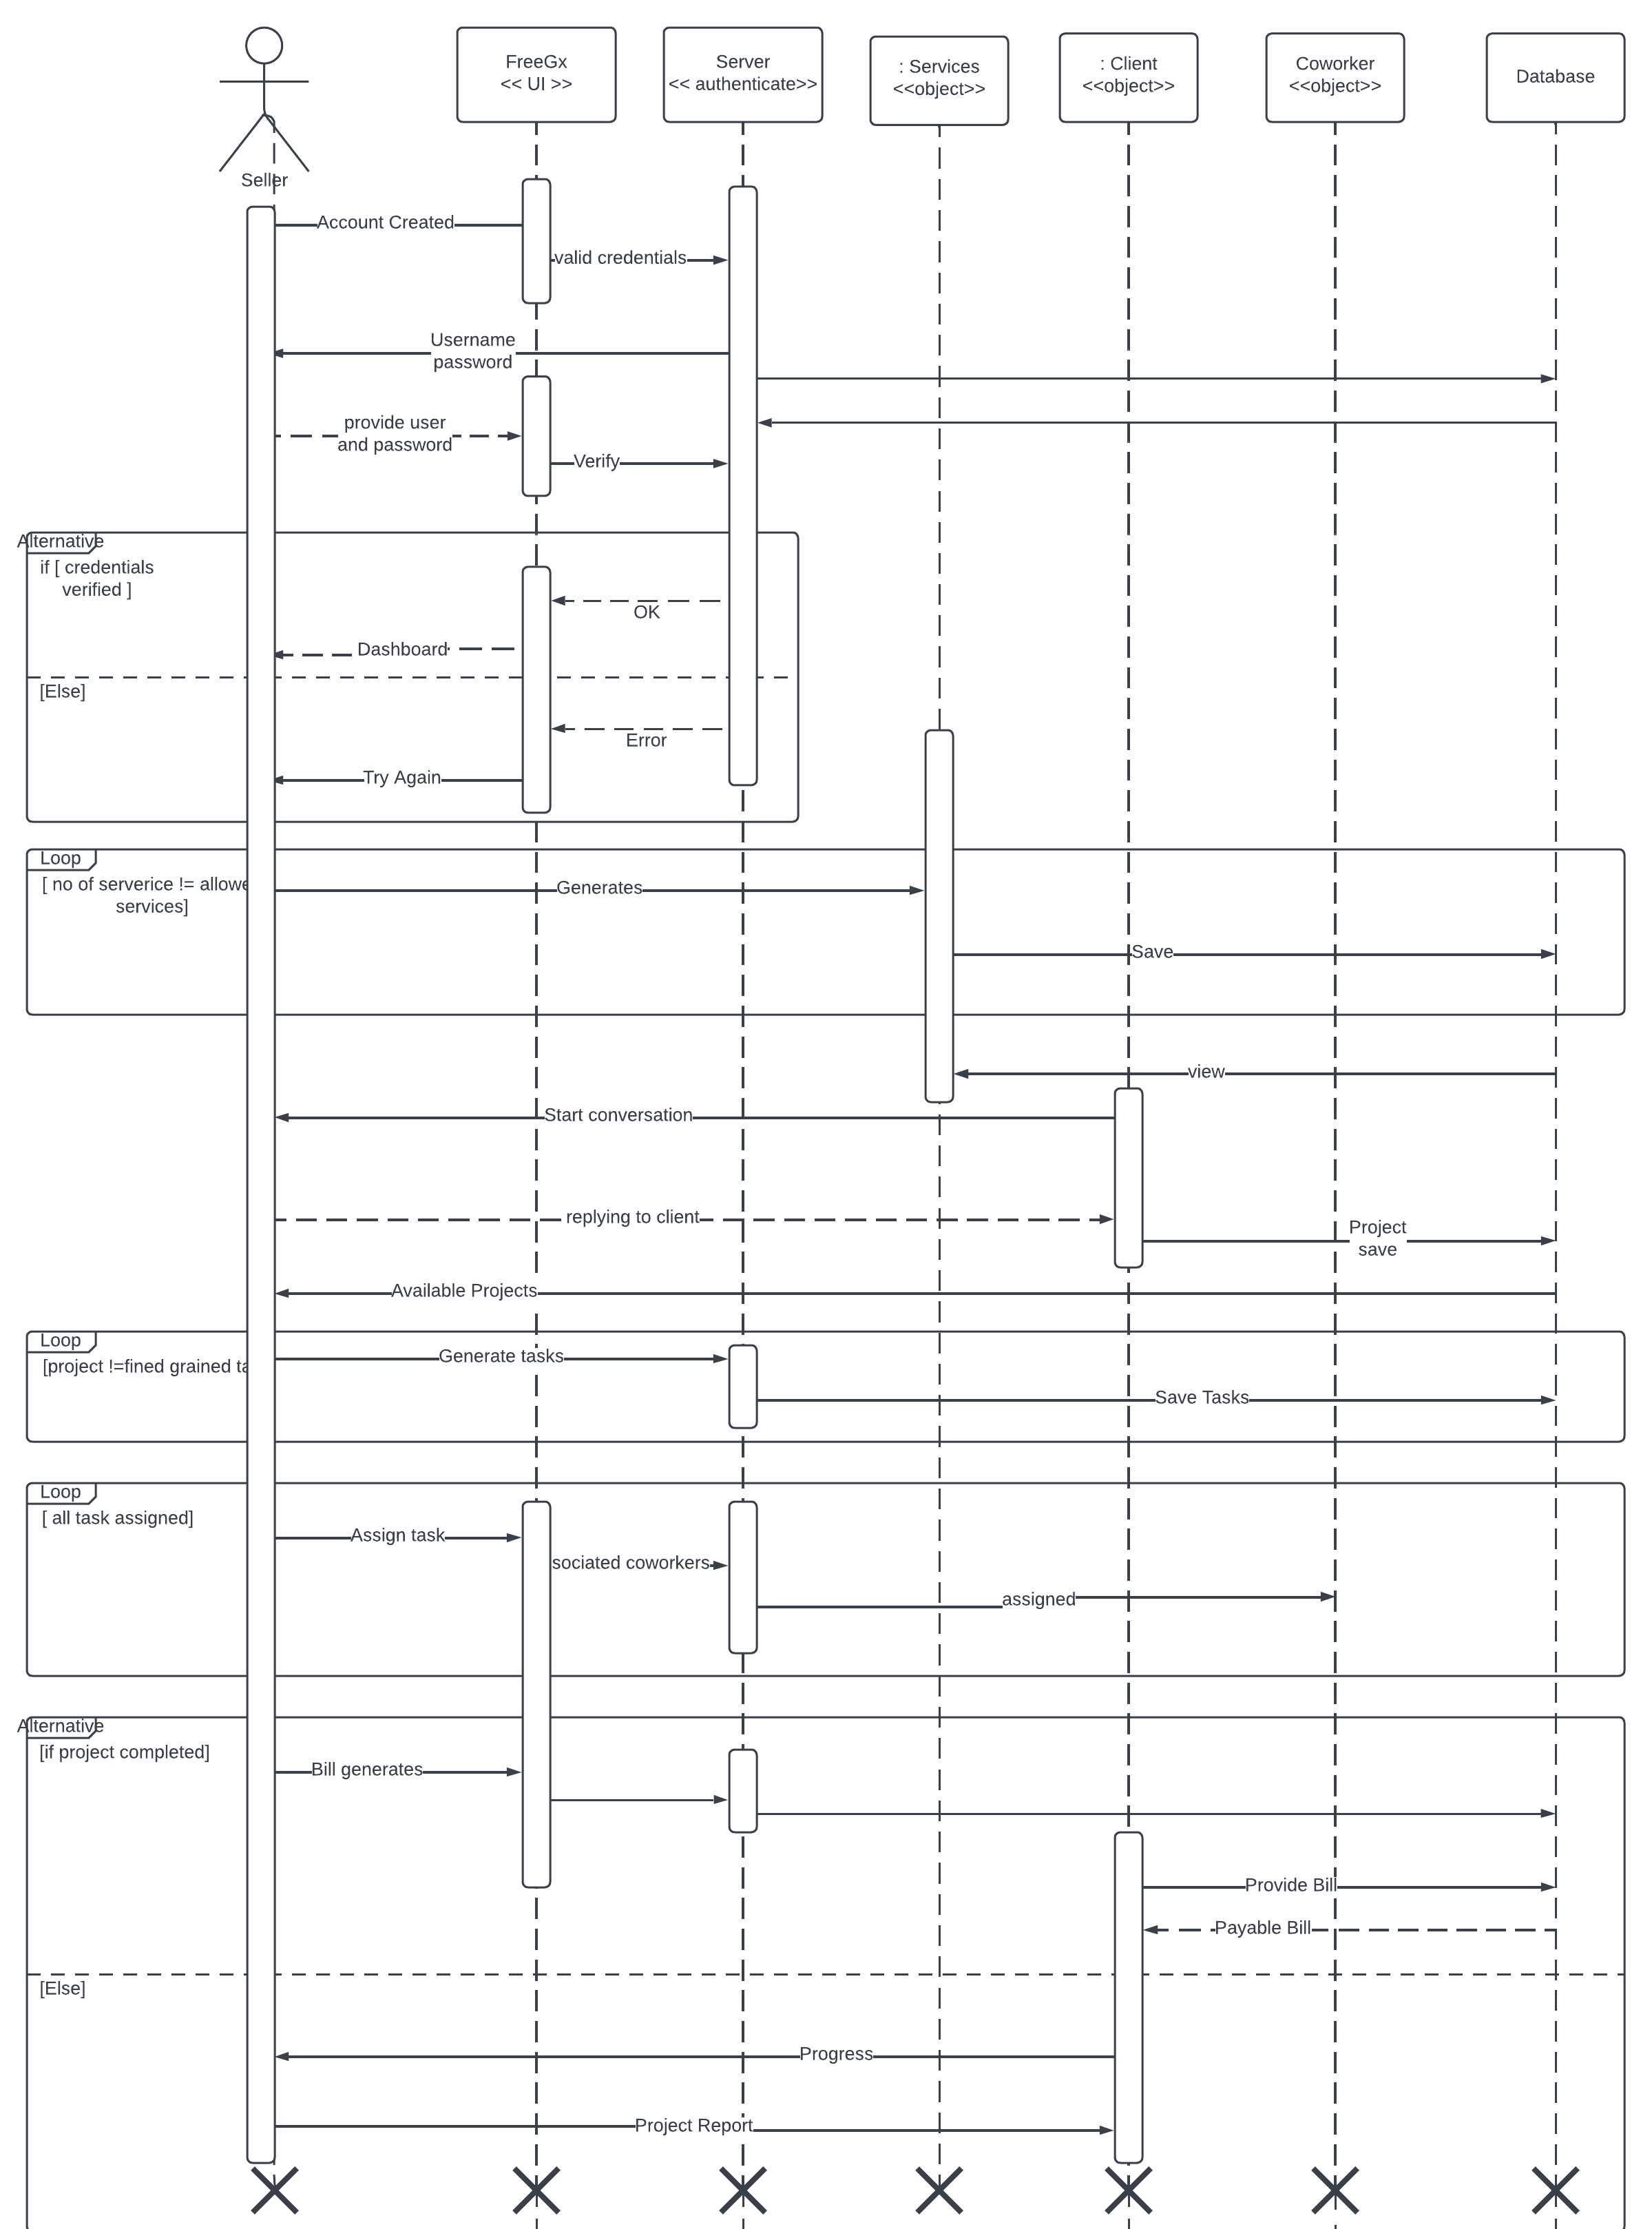 FreeGx
<< UI >>
Server
<< authenticate>>
: Services
<<object>>
: Client
<<object>>
Coworker
<<object>>
Database
Seller
Account Created
valid credentials
Username
password
provide user
and password
Verify
Alternative
if [ credentials
verified ]
OK
Dashboard
[Else]
Error
Try Again
Loop
[ no of serverice != allowe
services]
Generates
Save
view
Start conversation
replying to client
Project
save
Available Projects
Loop
[project !=fined grained ta
Generate tasks
Save Tasks
Loop
[ all task assigned]
Assign task
sociated coworkers
assigned
Alternative
[if project completed]
Bill generates
Provide Bill
Payable Bill
[Else]
Progress
Project Report